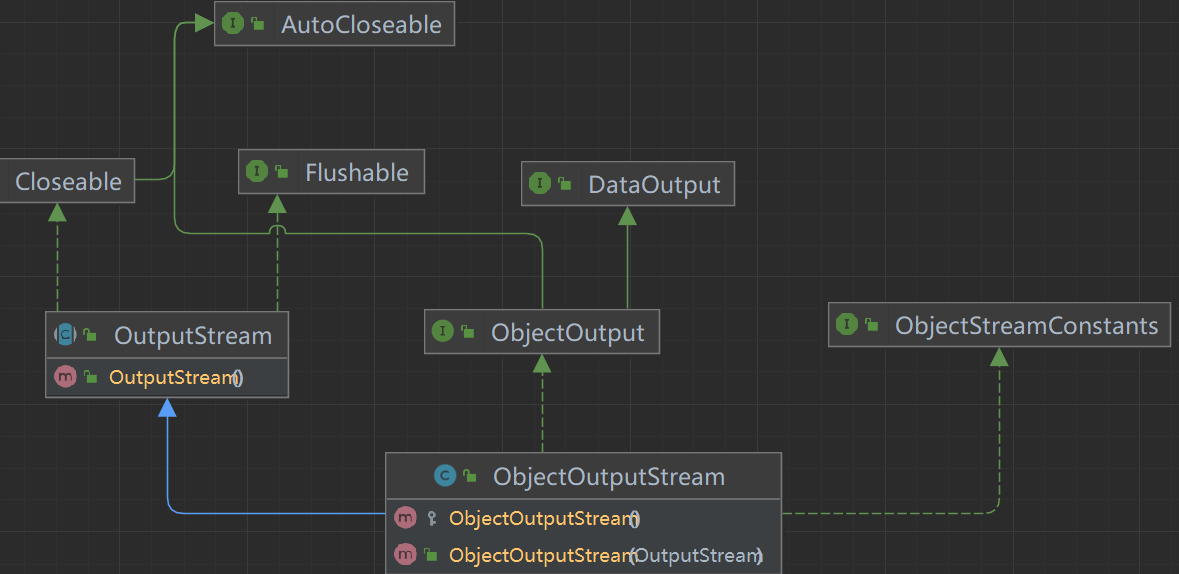 AutoCloseable
Closeable
Flushable
DataOutput
OutputStream
OutputStream()
ObjectOutput
ObjectStreamConstants
ObjectOutputStream
ObjectOutputStream()
ObjectOutputStream(OutputStream)